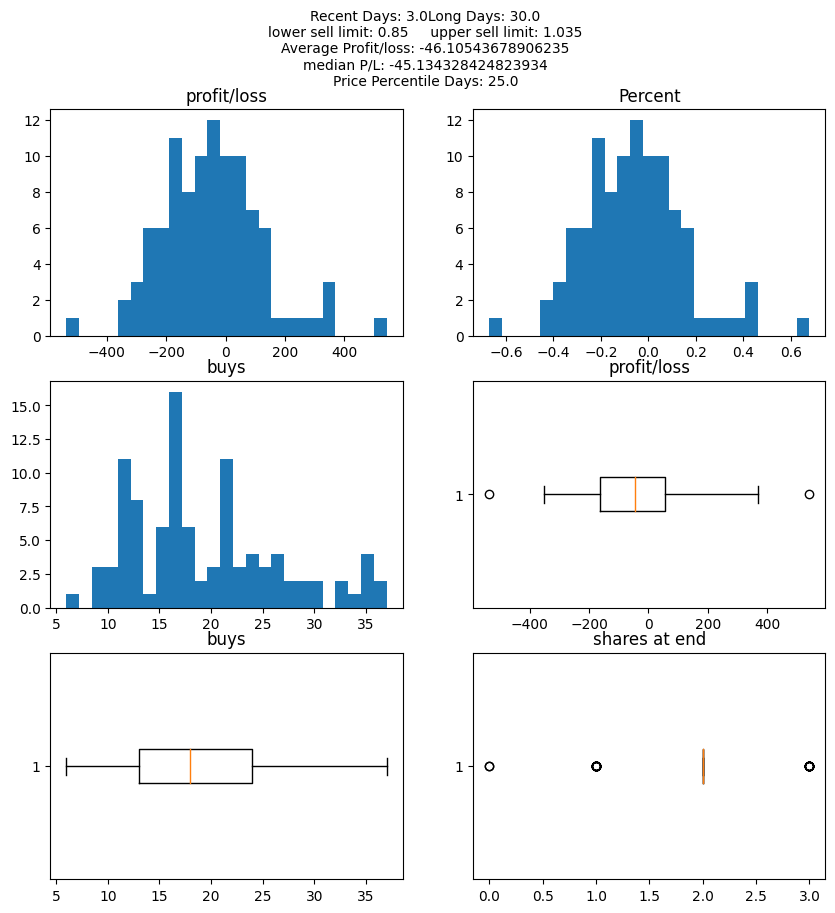 Recent Days: 3.0Long Days: 30.0
lower sell limit: 0.85     upper sell limit: 1.035
Average Profit/loss: -46.10543678906235
median P/L: -45.134328424823934
Price Percentile Days: 25.0
profit/loss
12
10
8
6
4
2
0
−400 −200 0 200 400
Percent
12
10
8
6
4
2
0
−0.6 −0.4 −0.2 0.0 0.2 0.4 0.6
buys
15.0
12.5
10.0
7.5
5.0
2.5
0.0
5 10 15 20 25 30 35
profit/loss
1
−400 −200 0 200 400
buys
1
5 10 15 20 25 30 35
shares at end
1
0.0 0.5 1.0 1.5 2.0 2.5 3.0